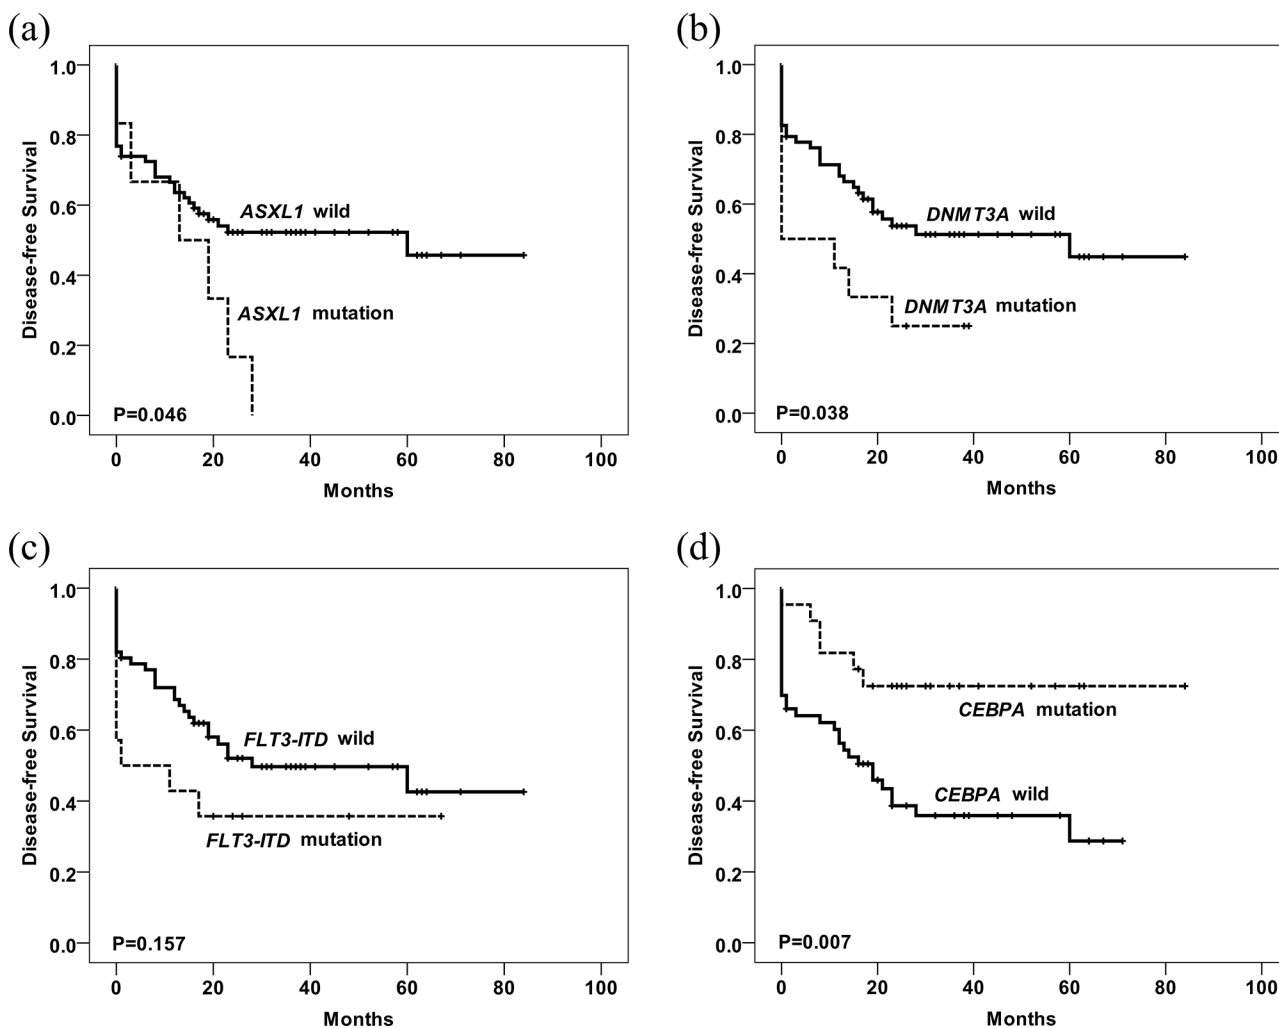 (a)
1.0
0.8
0.6
0.4
0.2
0.0
Disease-free Survival
ASXL1 wild
ASXL1 mutation
P=0.046
0 20 40 60 80 100
Months
(b)
1.0
0.8
0.6
0.4
0.2
0.0
Disease-free Survival
DNMT3A wild
DNMT3A mutation
P=0.038
0 20 40 60 80 100
Months
(c)
1.0
0.8
0.6
0.4
0.2
0.0
Disease-free Survival
FLT3-ITD wild
FLT3-ITD mutation
P=0.157
0 20 40 60 80 100
Months
(d)
1.0
0.8
0.6
0.4
0.2
0.0
Disease-free Survival
CEBPA mutation
CEBPA wild
P=0.007
0 20 40 60 80 100
Months